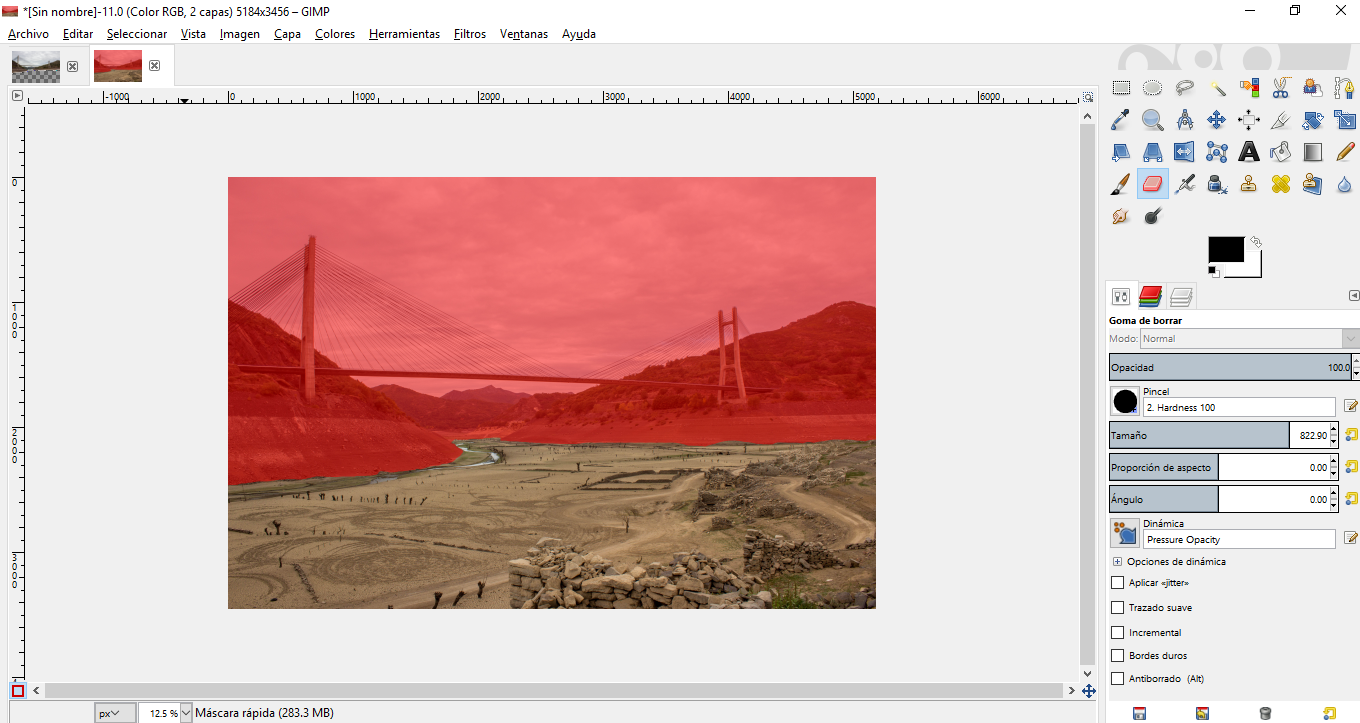 *[Sin nombre]-11.0 (Color RGB, 2 capas) 5184x3456 – GIMP
Archivo Editar Seleccionar Vista Imagen Capa Colores Herramientas Filtros Ventanas Ayuda
-1000 0 1000 2000 3000 4000 5000 6000
0
1000
2000
3000
Goma de borrar
Modo: Normal
Opacidad 100.0
Pincel
2. Hardness 100
Tamaño 822.90
Proporción de aspecto 0.00
Ángulo 0.00
Dinámica
Pressure Opacity
Opciones de dinámica
Aplicar «jitter»
Trazado suave
Incremental
Bordes duros
Antiborrado (Alt)
px 12.5 % Máscara rápida (283.3 MB)